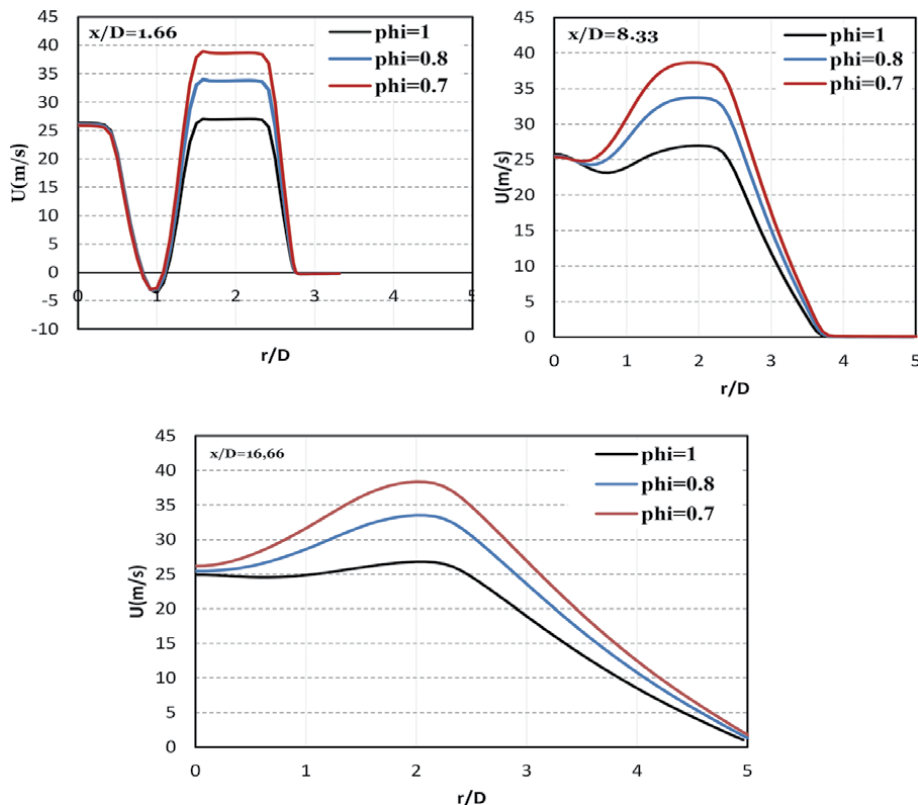 x/D=1.66
phi=1
phi=0.8
phi=0.7
U(m/s)
45
40
35
30
25
20
15
10
5
0
-5
-10
0 1 2 3 4 5
r/D
x/D=8.33
phi=1
phi=0.8
phi=0.7
U(m/s)
45
40
35
30
25
20
15
10
5
0
0 1 2 3 4 5
r/D
x/D=16,66
phi=1
phi=0.8
phi=0.7
U(m/s)
45
40
35
30
25
20
15
10
5
0
0 1 2 3 4 5
r/D